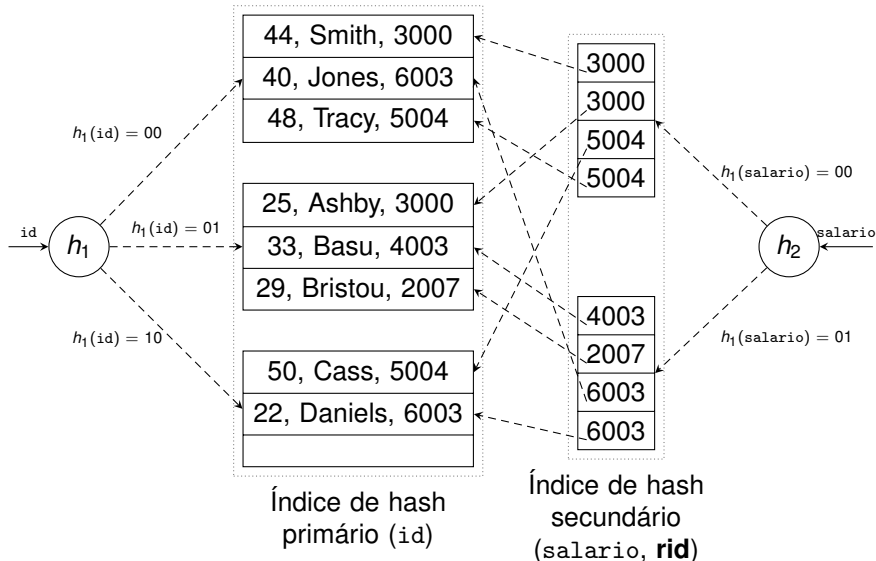 id
h1
h1(id) = 00
h1(id) = 01
h1(id) = 10
44, Smith, 3000
40, Jones, 6003
48, Tracy, 5004
25, Ashby, 3000
33, Basu, 4003
29, Bristou, 2007
50, Cass, 5004
22, Daniels, 6003
Índice de hash
primário (id)
3000
3000
5004
5004
4003
2007
6003
6003
Índice de hash
secundário
(salario, rid)
h1(salario) = 00
h1(salario) = 01
h2
salario